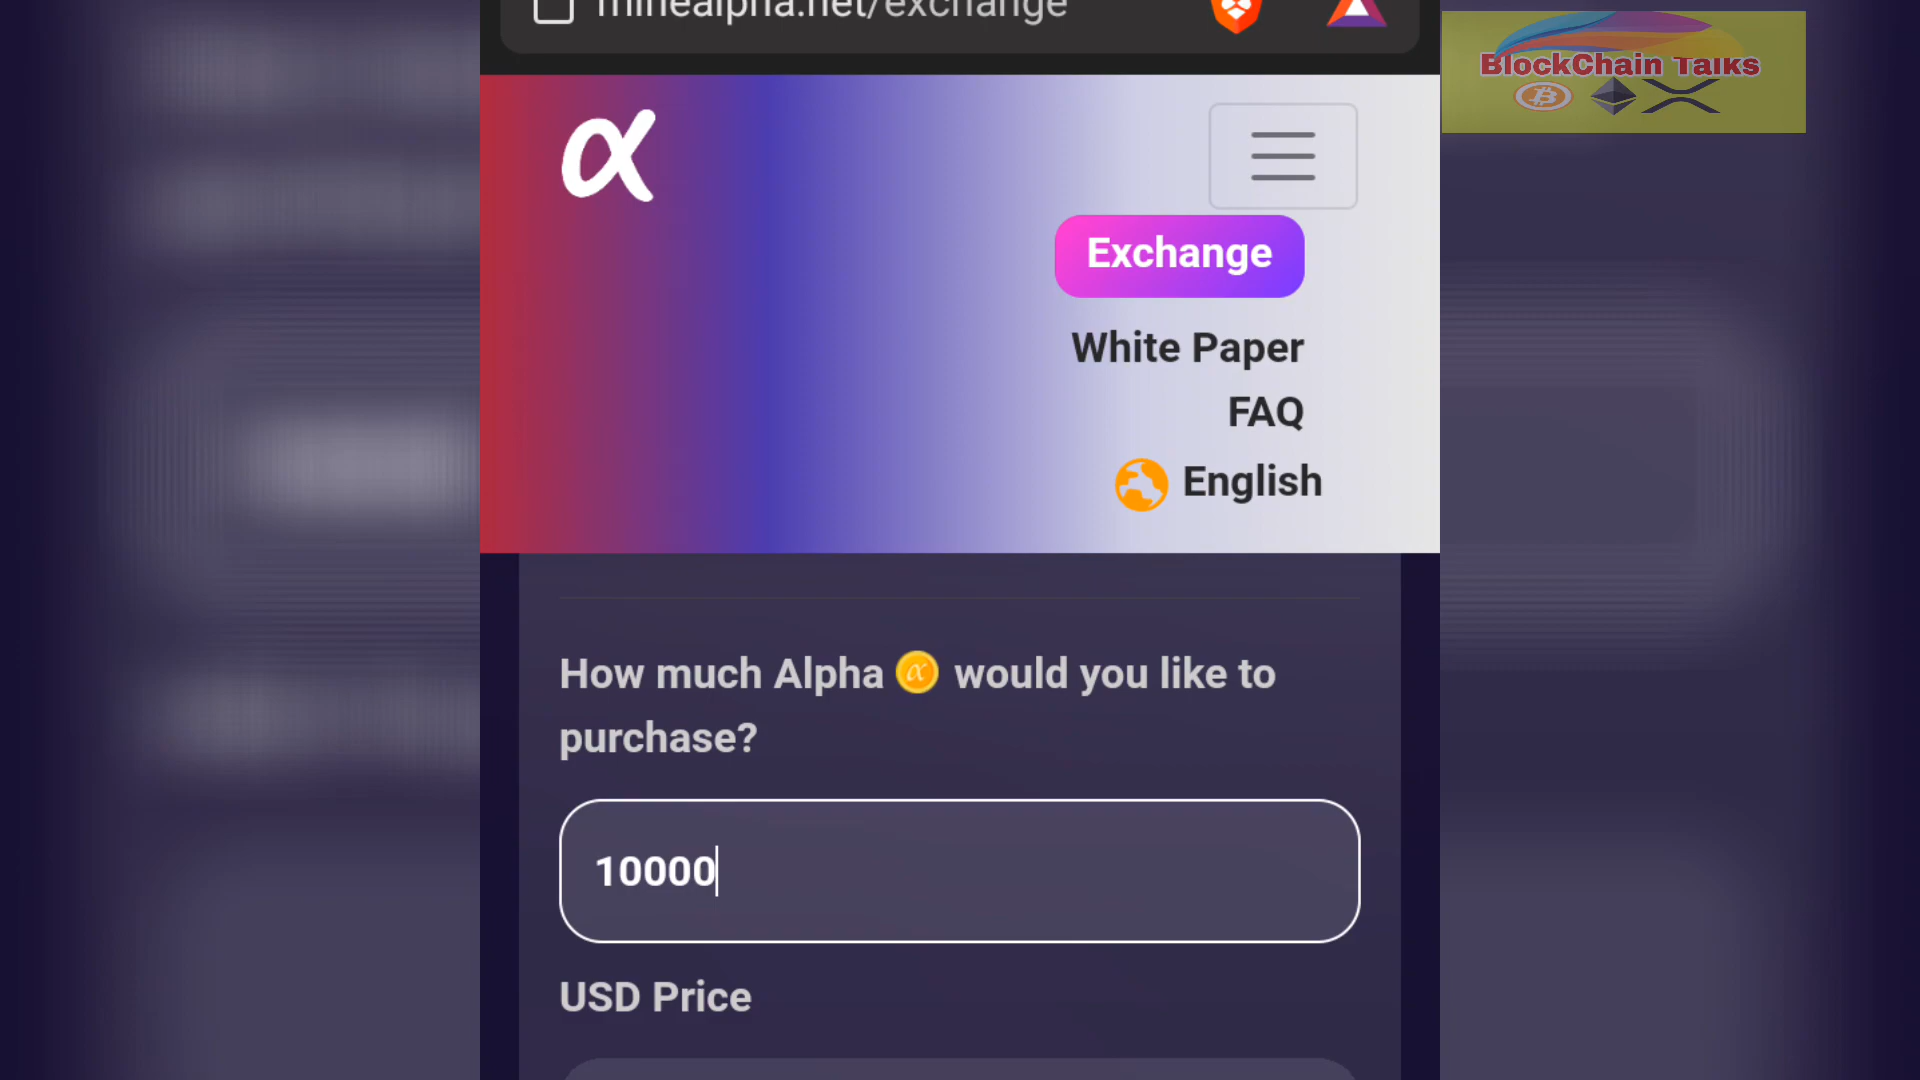 minealpha.net/exchange
BlockChain Talks
α
Exchange
White Paper
FAQ
English
How much Alpha α would you like to
purchase?
10000
USD Price